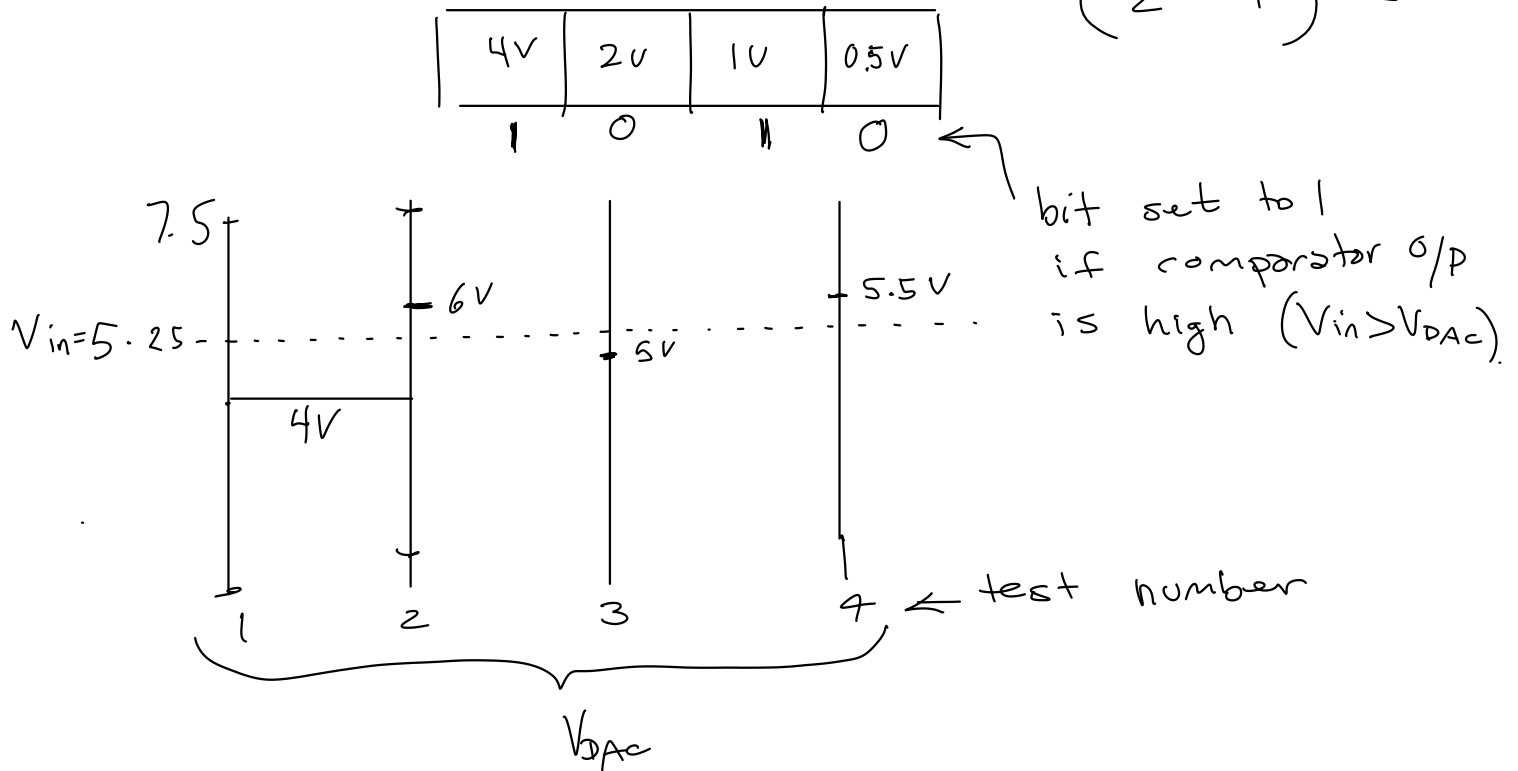 4V 2V 1V 0.5V
1 0 1 0
bit set to 1
if comparator O/P
is high (Vin>VDAC).
7.5
6V
5.5V
Vin=5.25
5V
4V
1 2 3 4 ← test number
VDAC